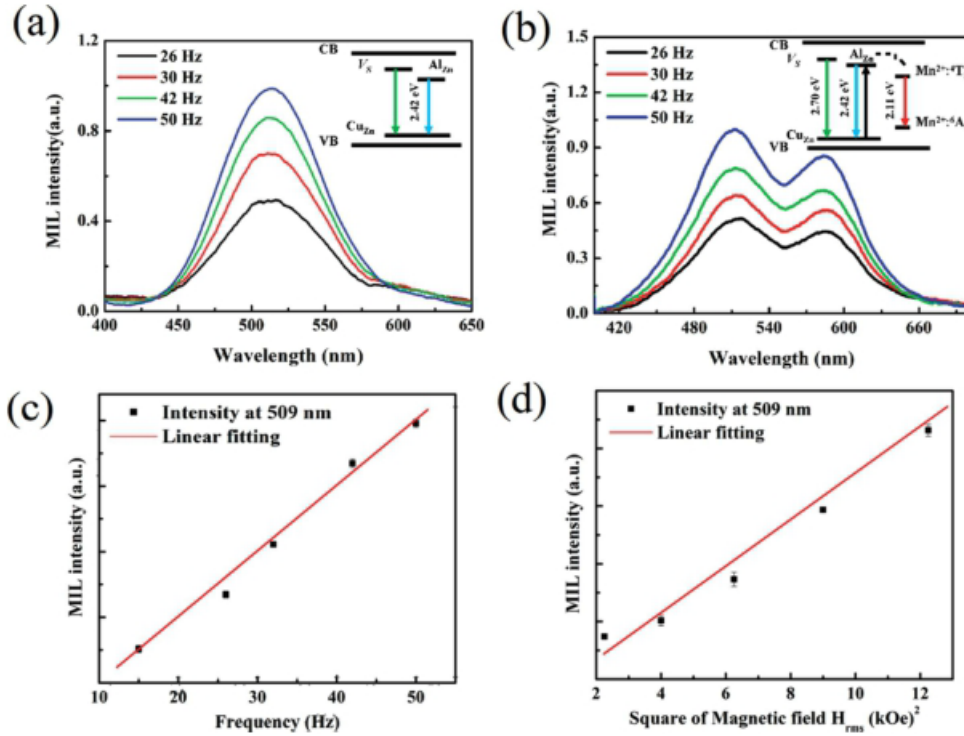 (a)
MIL intensity(a.u.)
1.2
0.8
0.4
0.0
26 Hz
30 Hz
42 Hz
50 Hz
CB
V_S
Al_Zn
2.42 eV
Cu_Zn
VB
400 450 500 550 600 650
Wavelength (nm)
(b)
MIL intensity(a.u.)
1.5
1.2
0.9
0.6
0.3
0.0
26 Hz
30 Hz
42 Hz
50 Hz
CB
V_S
Al_Zn
Mn²⁺:⁴T
2.70 eV
2.42 eV
2.11 eV
Cu_Zn
Mn²⁺:⁶A
VB
420 480 540 600 660
Wavelength (nm)
(c)
MIL intensity (a.u.)
Intensity at 509 nm
Linear fitting
10 20 30 40 50
Frequency (Hz)
(d)
MIL intensity (a.u.)
Intensity at 509 nm
Linear fitting
2 4 6 8 10 12
Square of Magnetic field H_rms (kOe)²